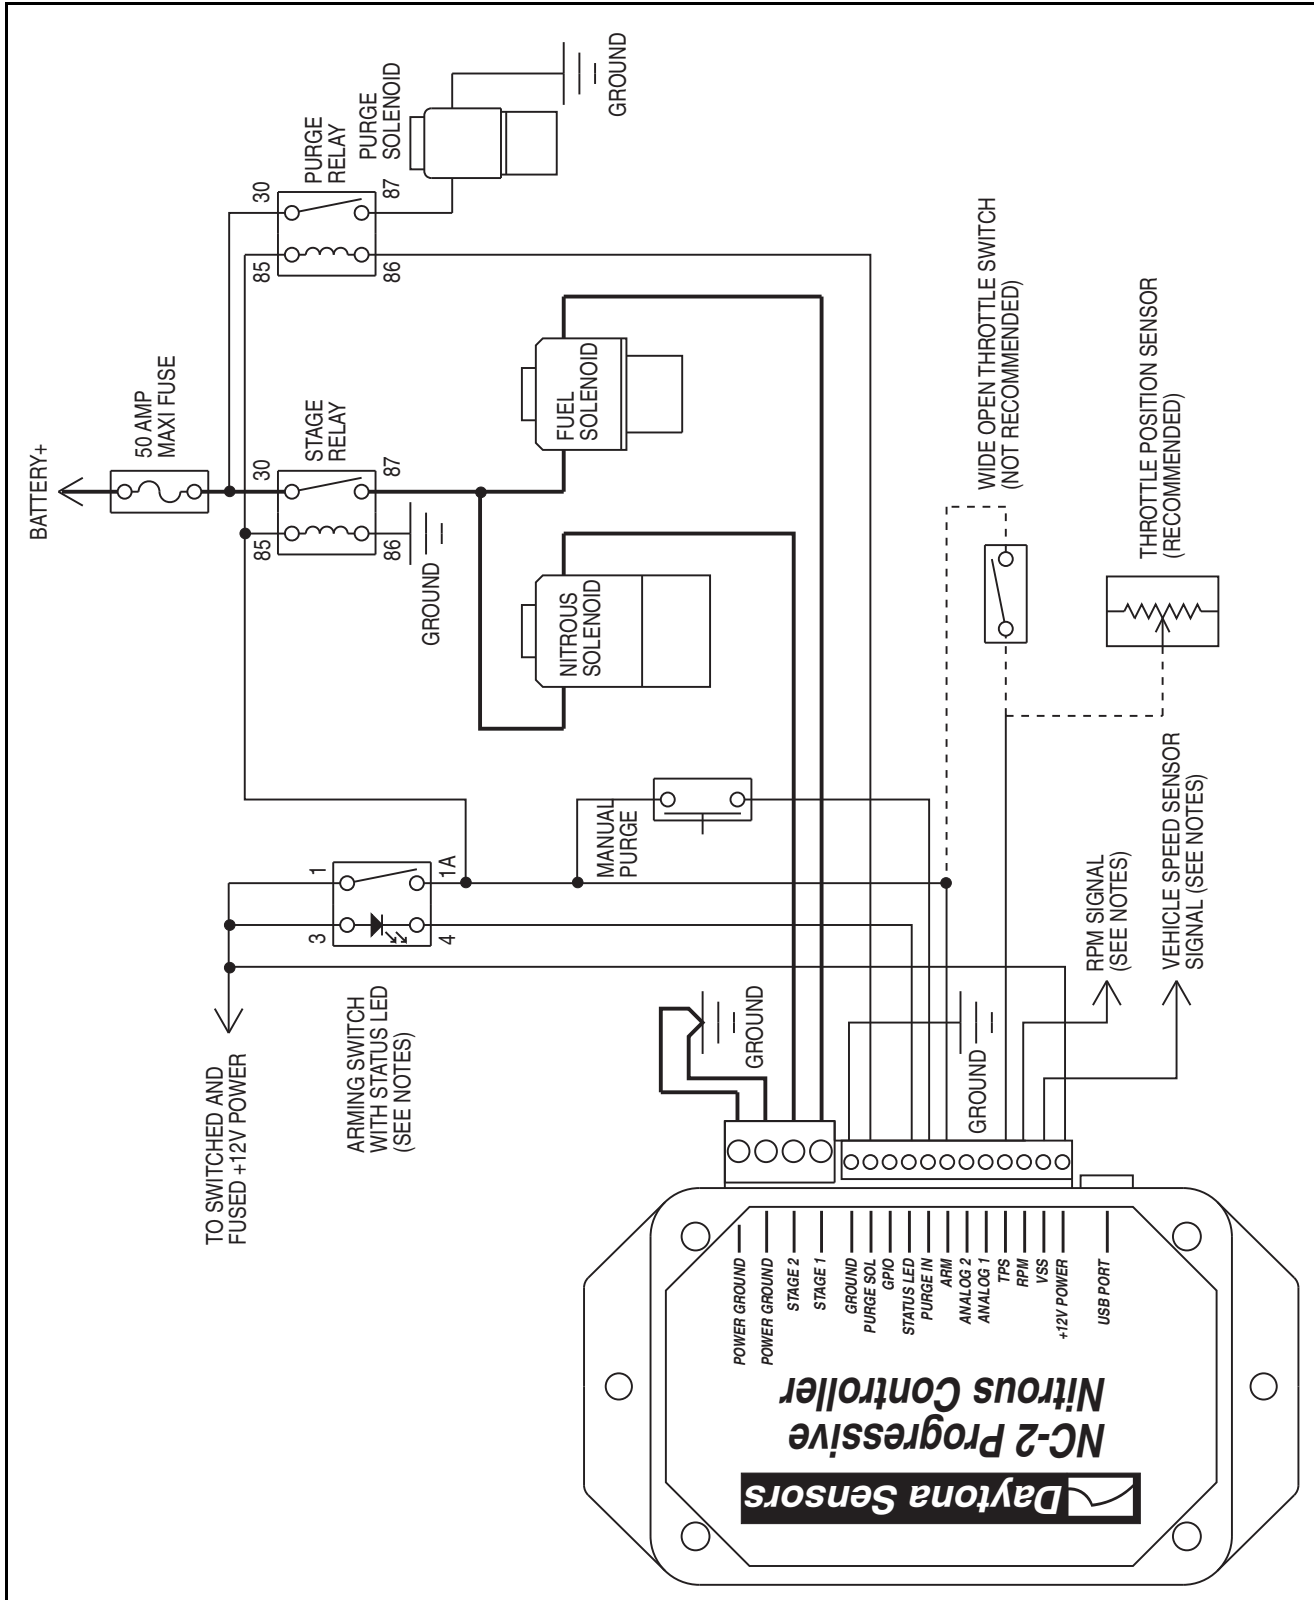 BATTERY+
50 AMP
MAXI FUSE
STAGE
RELAY
30
87
85
86
GROUND
PURGE
RELAY
30
87
85
86
PURGE
SOLENOID
GROUND
FUEL
SOLENOID
NITROUS
SOLENOID
TO SWITCHED AND
FUSED +12V POWER
ARMING SWITCH
WITH STATUS LED
(SEE NOTES)
1
1A
3
4
MANUAL
PURGE
WIDE OPEN THROTTLE SWITCH
(NOT RECOMMENDED)
THROTTLE POSITION SENSOR
(RECOMMENDED)
RPM SIGNAL
(SEE NOTES)
VEHICLE SPEED SENSOR
SIGNAL (SEE NOTES)
GROUND
GROUND
POWER GROUND
POWER GROUND
STAGE 2
STAGE 1
GROUND
PURGE SOL
GPIO
STATUS LED
PURGE IN
ARM
ANALOG 2
ANALOG 1
TPS
RPM
VSS
+12V POWER
USB PORT
Daytona Sensors
NC-2 Progressive
Nitrous Controller